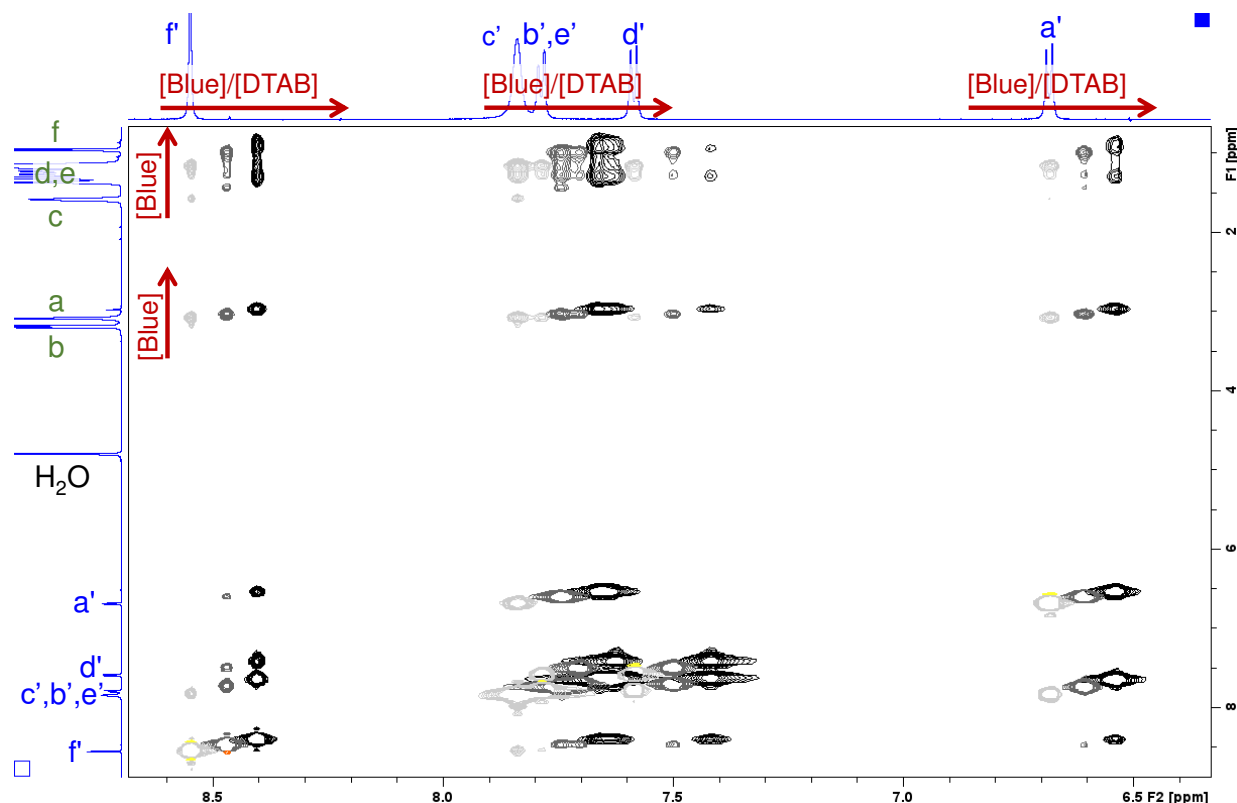 f' c' b',e' d' a'
[Blue]/[DTAB] [Blue]/[DTAB] [Blue]/[DTAB]
f
d,e
c
[Blue]
a
b
[Blue]
H₂O
a'
d'
c',b',e'
f'
F1 [ppm]
2
4
6
8
8.5 8.0 7.5 7.0 6.5 F2 [ppm]